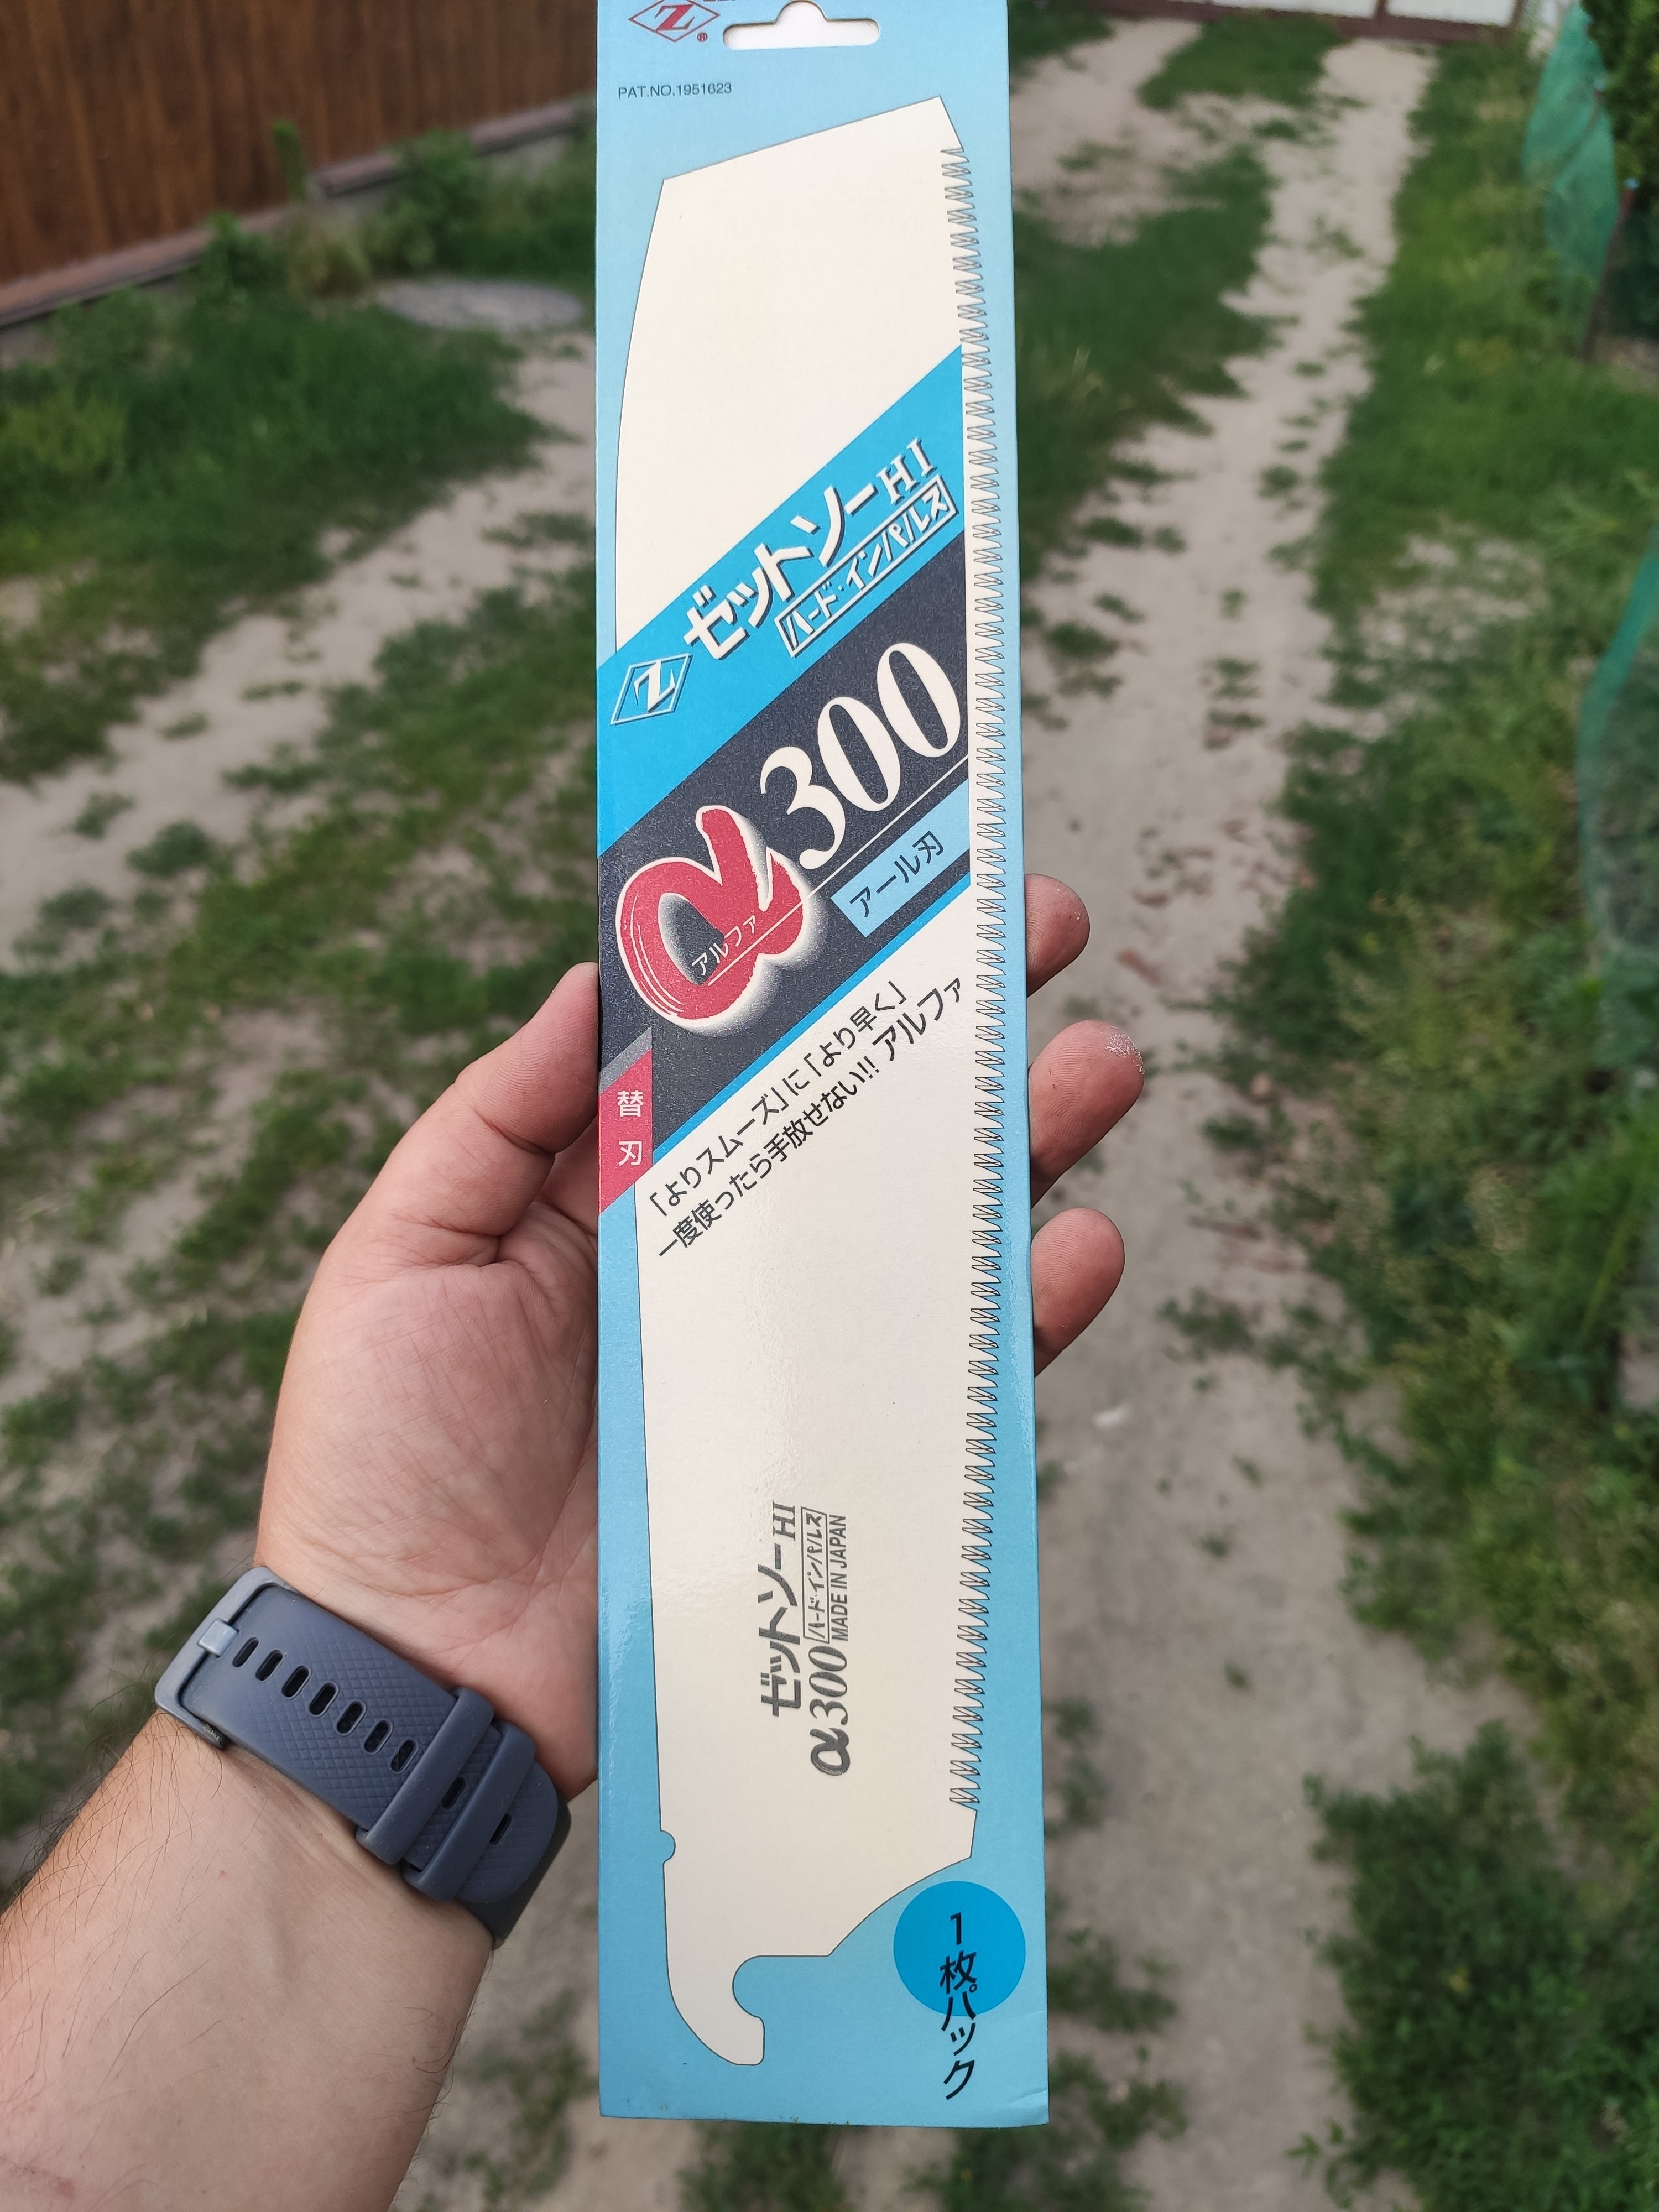 Z
®
PAT.NO.1951623
Z ゼットソーHI
ハード・インパルス
α300
アルファ
アール刃
替刃
「よりスムーズ」に「より早く」
一度使ったら手放せない!! アルファ
ゼットソーHI
ハード・インパルス
α300 MADE IN JAPAN
1枚パック